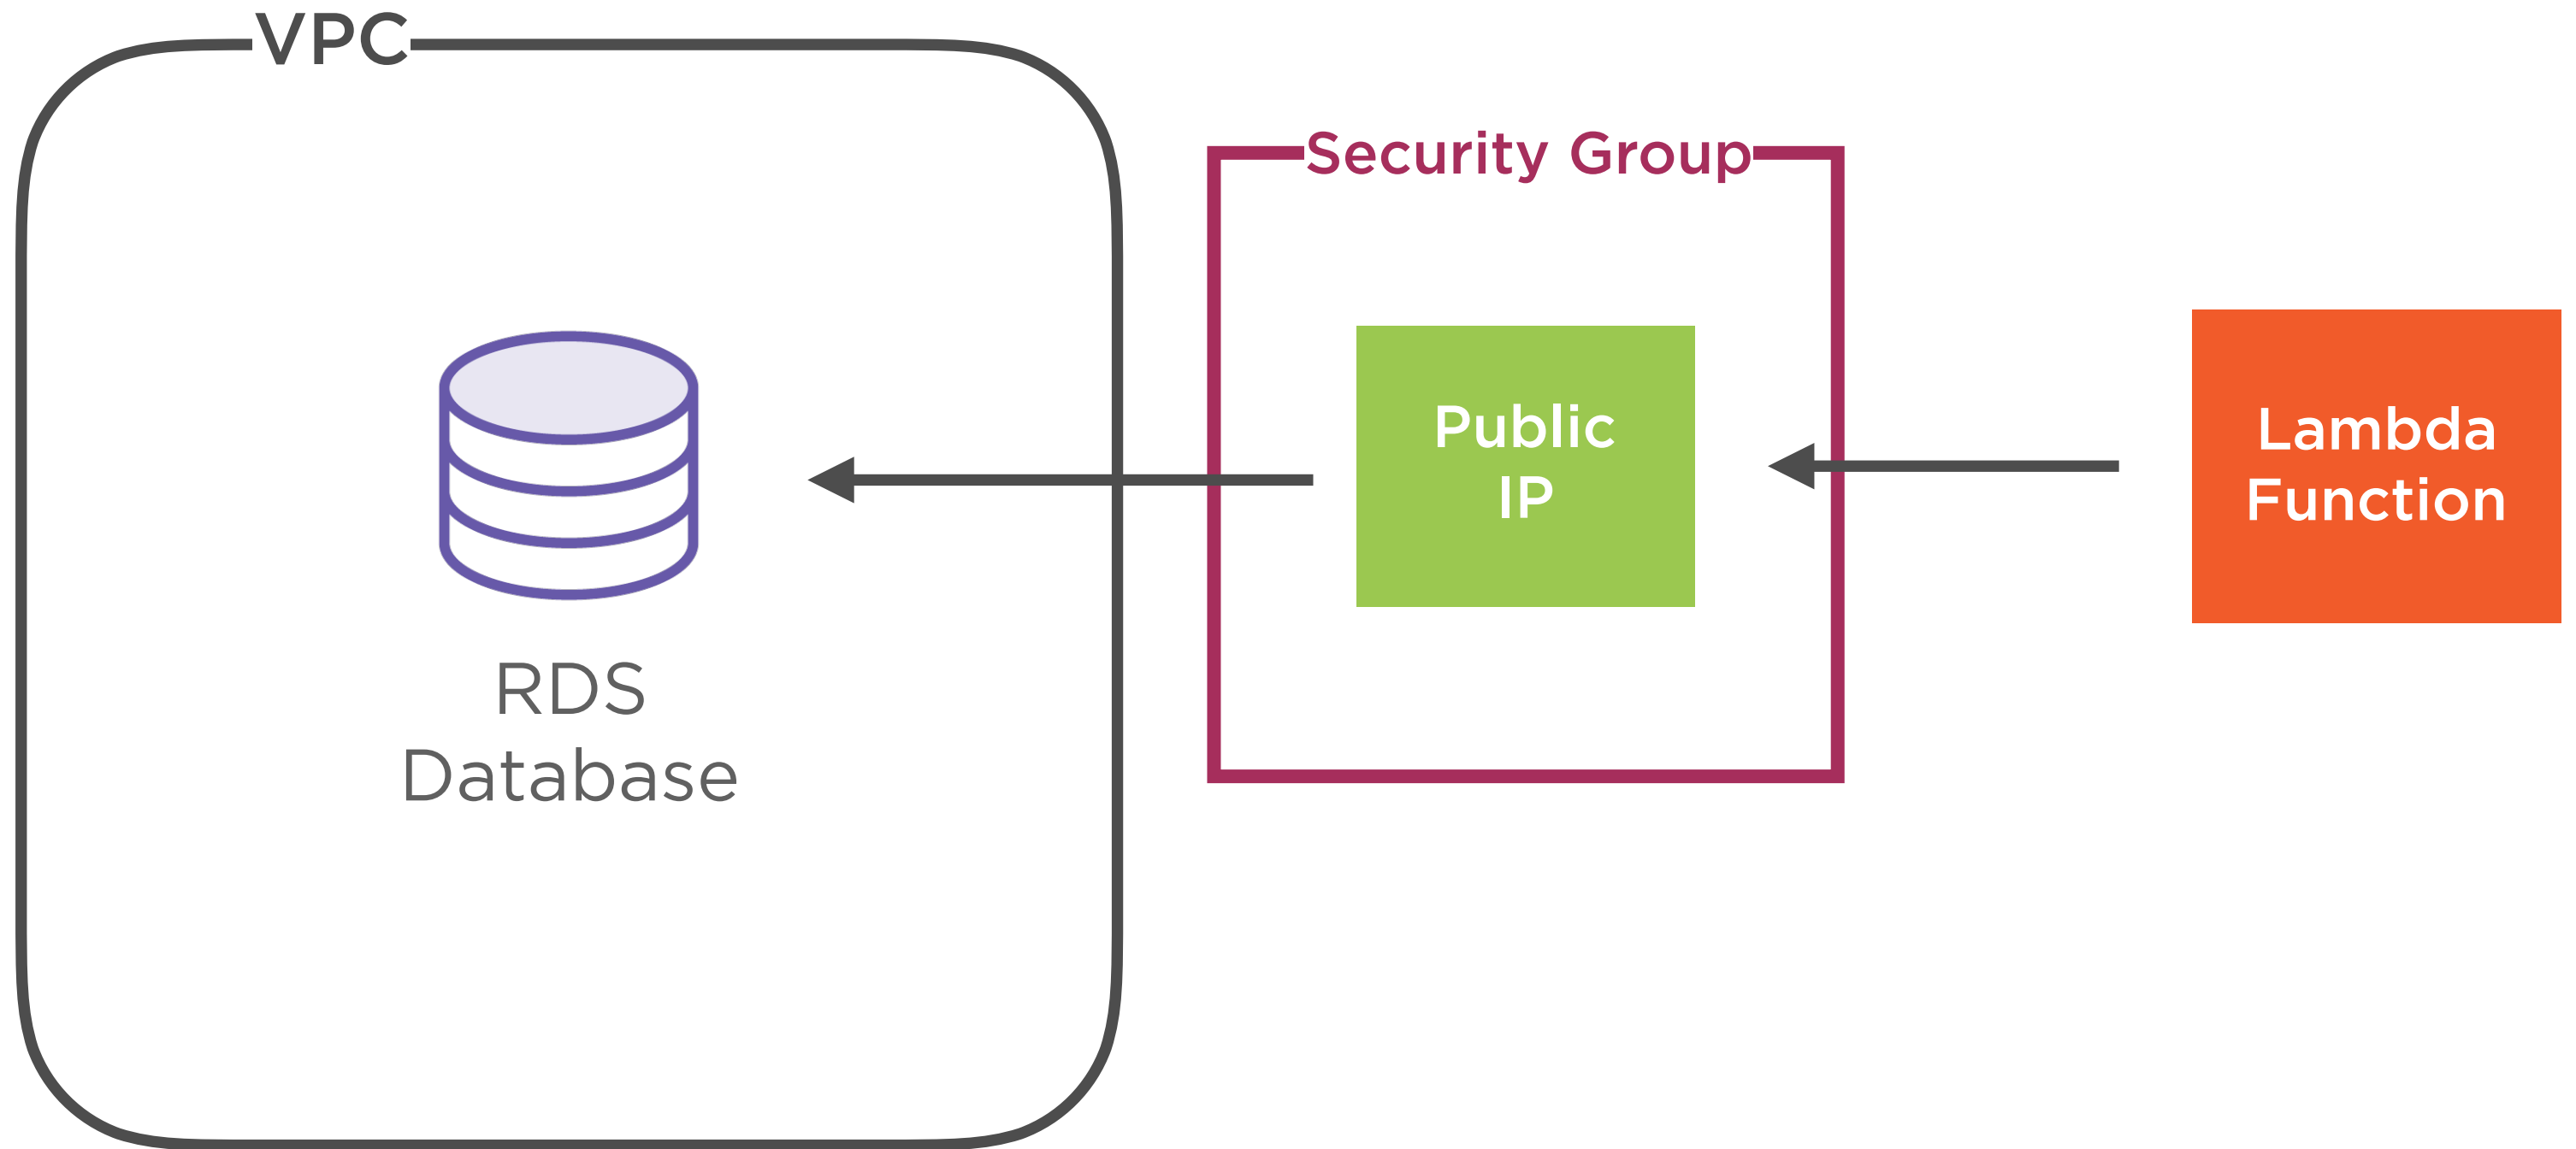 VPC
Security Group
Public
IP
Lambda
Function
RDS
Database